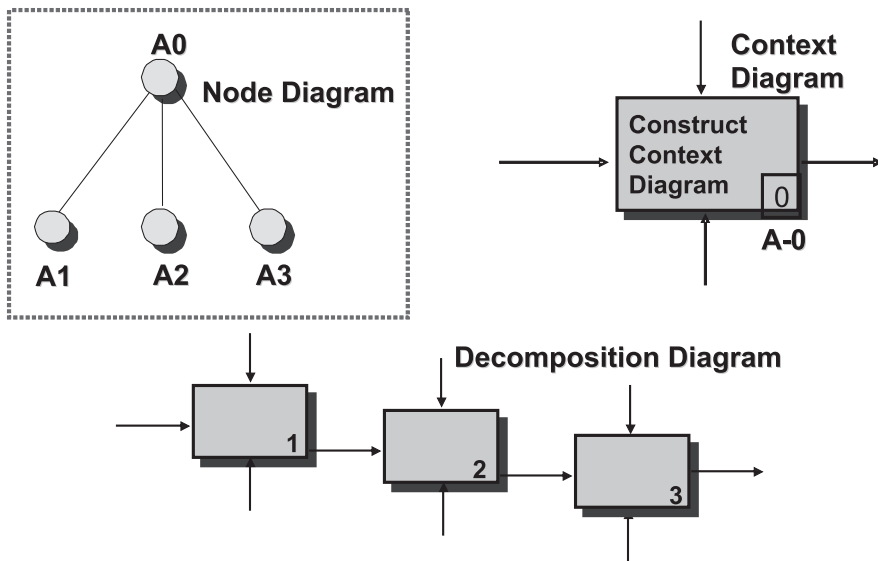 A0
Node Diagram
A1
A2
A3
Context
Diagram
Construct
Context
Diagram
0
A-0
Decomposition Diagram
1
2
3